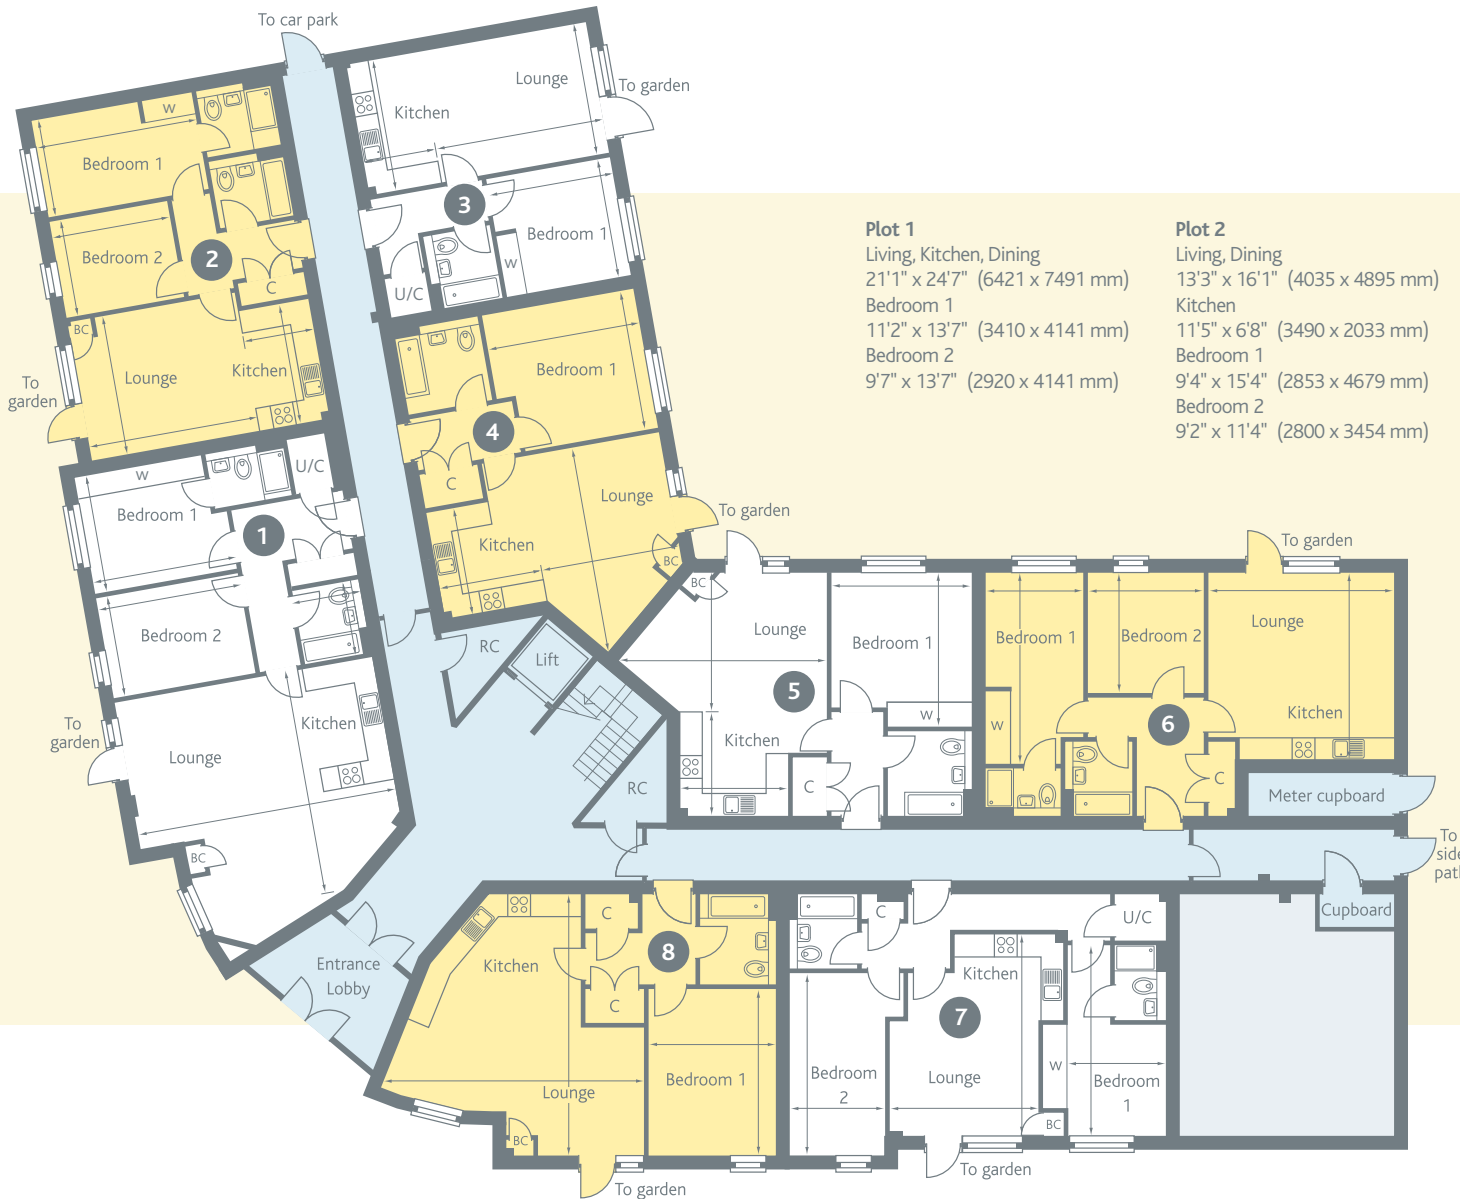 To car park
Lounge
To garden
Kitchen
W
Bedroom 1
3
Bedroom 1
W
U/C
Bedroom 2
2
C
BC
Lounge
Kitchen
To
garden
Plot 1
Living, Kitchen, Dining
21'1" x 24'7" (6421 x 7491 mm)
Bedroom 1
11'2" x 13'7" (3410 x 4141 mm)
Bedroom 2
9'7" x 13'7" (2920 x 4141 mm)
Plot 2
Living, Dining
13'3" x 16'1" (4035 x 4895 mm)
Kitchen
11'5" x 6'8" (3490 x 2033 mm)
Bedroom 1
9'4" x 15'4" (2853 x 4679 mm)
Bedroom 2
9'2" x 11'4" (2800 x 3454 mm)
Bedroom 1
4
C
Lounge
Kitchen
BC
To garden
W
U/C
Bedroom 1
1
Bedroom 2
Kitchen
Lounge
To
garden
BC
RC
Lift
RC
BC
Lounge
Bedroom 1
5
Kitchen
W
C
To garden
Bedroom 1
Bedroom 2
Lounge
W
6
Kitchen
C
Meter cupboard
To
side
path
Cupboard
Entrance
Lobby
Kitchen
C
8
C
Lounge
Bedroom 1
BC
To garden
C
U/C
Kitchen
7
Bedroom
2
Lounge
W
Bedroom
1
BC
To garden